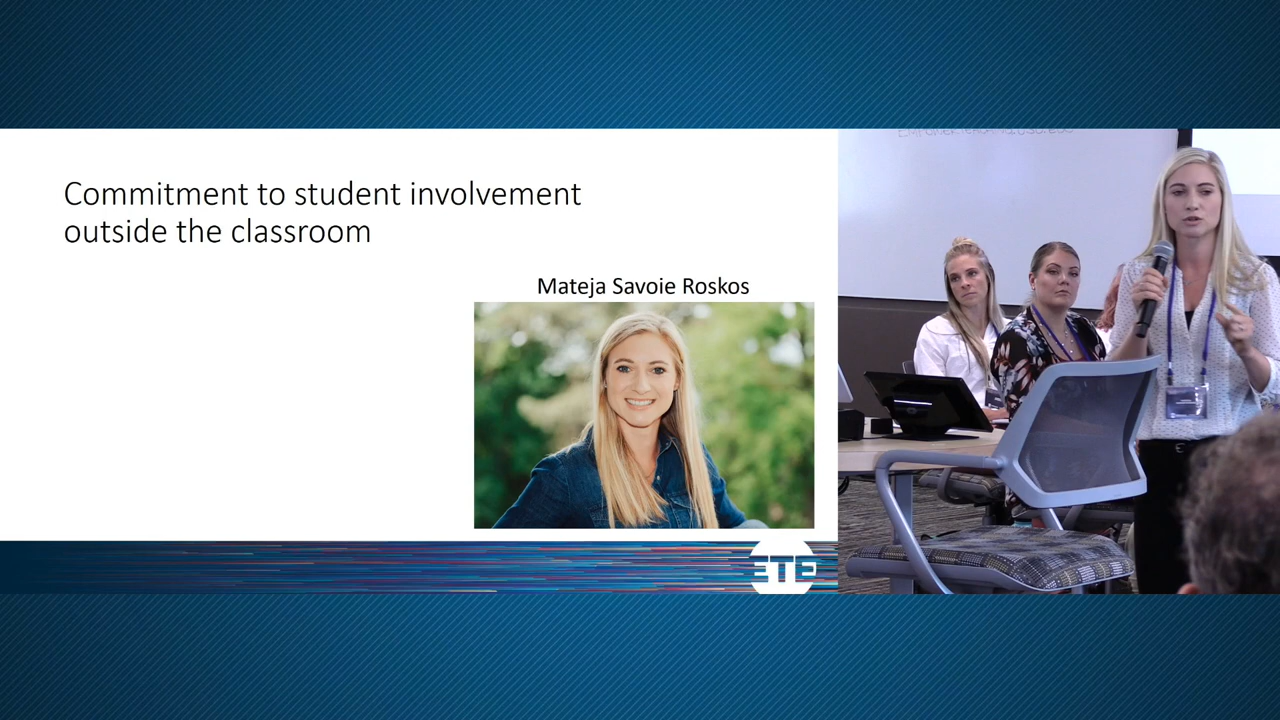 Commitment to student involvement
outside the classroom
Mateja Savoie Roskos
ETE